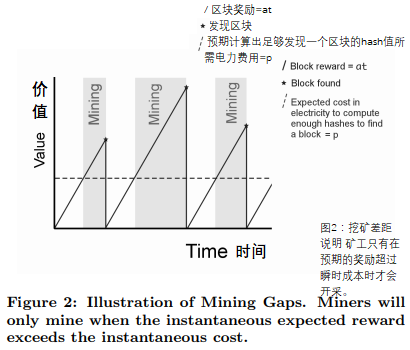 / 区块奖励=at
* 发现区块
/ 预期计算出足够发现一个区块的hash值所
需电力费用=p
/ Block reward = at
* Block found
/ Expected cost in
electricity to compute
enough hashes to find
a block = p
价值
Value
Mining
Mining
Mining
Time 时间
图2:挖矿差距
说明 矿工只有在
预期的奖励超过
瞬时成本时才会
开采。
Figure 2: Illustration of Mining Gaps. Miners will
only mine when the instantaneous expected reward
exceeds the instantaneous cost.